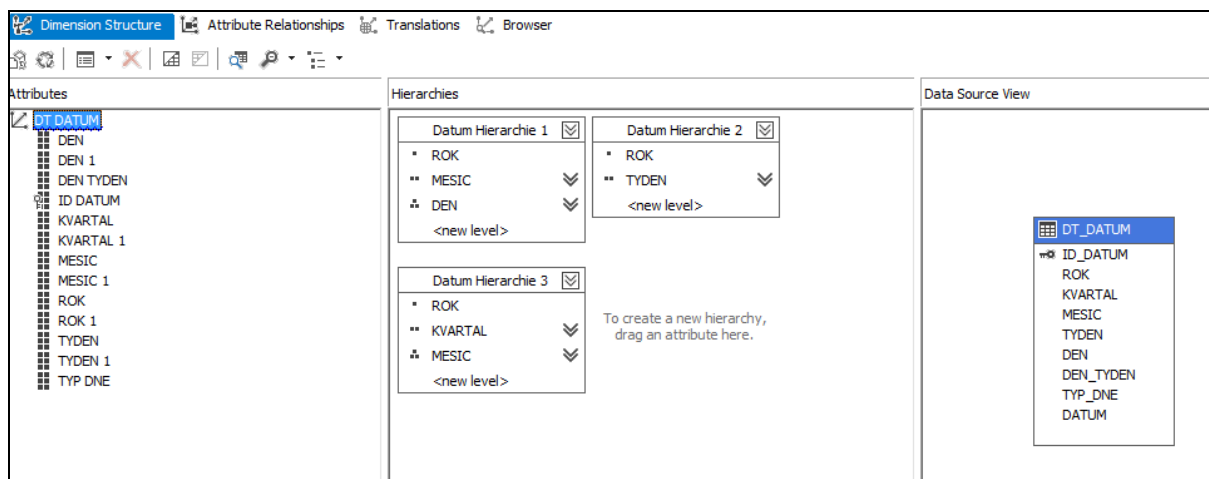 Dimension Structure Attribute Relationships Translations Browser
Attributes
DT DATUM
DEN
DEN 1
DEN TYDEN
ID DATUM
KVARTAL
KVARTAL 1
MESIC
MESIC 1
ROK
ROK 1
TYDEN
TYDEN 1
TYP DNE
Hierarchies
Datum Hierarchie 1
ROK
MESIC
DEN
<new level>
Datum Hierarchie 2
ROK
TYDEN
<new level>
Datum Hierarchie 3
ROK
KVARTAL
MESIC
<new level>
To create a new hierarchy,
drag an attribute here.
Data Source View
DT_DATUM
ID_DATUM
ROK
KVARTAL
MESIC
TYDEN
DEN
DEN_TYDEN
TYP_DNE
DATUM